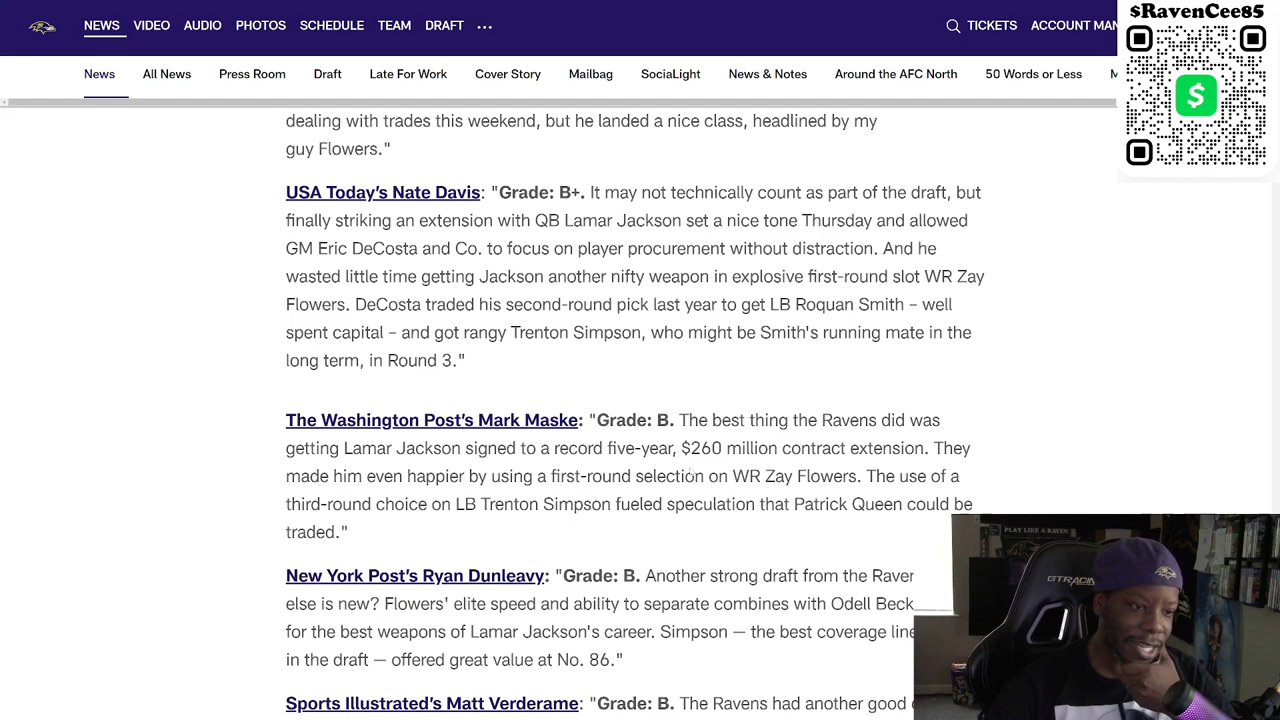 $RavenCee85
NEWS VIDEO AUDIO PHOTOS SCHEDULE TEAM DRAFT ... TICKETS ACCOUNT MAN
News All News Press Room Draft Late For Work Cover Story Mailbag SociaLight News & Notes Around the AFC North 50 Words or Less M
dealing with trades this weekend, but he landed a nice class, headlined by my
guy Flowers."
USA Today's Nate Davis: "Grade: B+. It may not technically count as part of the draft, but
finally striking an extension with QB Lamar Jackson set a nice tone Thursday and allowed
GM Eric DeCosta and Co. to focus on player procurement without distraction. And he
wasted little time getting Jackson another nifty weapon in explosive first-round slot WR Zay
Flowers. DeCosta traded his second-round pick last year to get LB Roquan Smith – well
spent capital – and got rangy Trenton Simpson, who might be Smith's running mate in the
long term, in Round 3."
The Washington Post's Mark Maske: "Grade: B. The best thing the Ravens did was
getting Lamar Jackson signed to a record five-year, $260 million contract extension. They
made him even happier by using a first-round selection on WR Zay Flowers. The use of a
third-round choice on LB Trenton Simpson fueled speculation that Patrick Queen could be
traded."
New York Post's Ryan Dunleavy: "Grade: B. Another strong draft from the Raven
else is new? Flowers' elite speed and ability to separate combines with Odell Beck
for the best weapons of Lamar Jackson's career. Simpson — the best coverage line
in the draft — offered great value at No. 86."
Sports Illustrated's Matt Verderame: "Grade: B. The Ravens had another good
PLAY LIKE A RAVEN
GTRACING